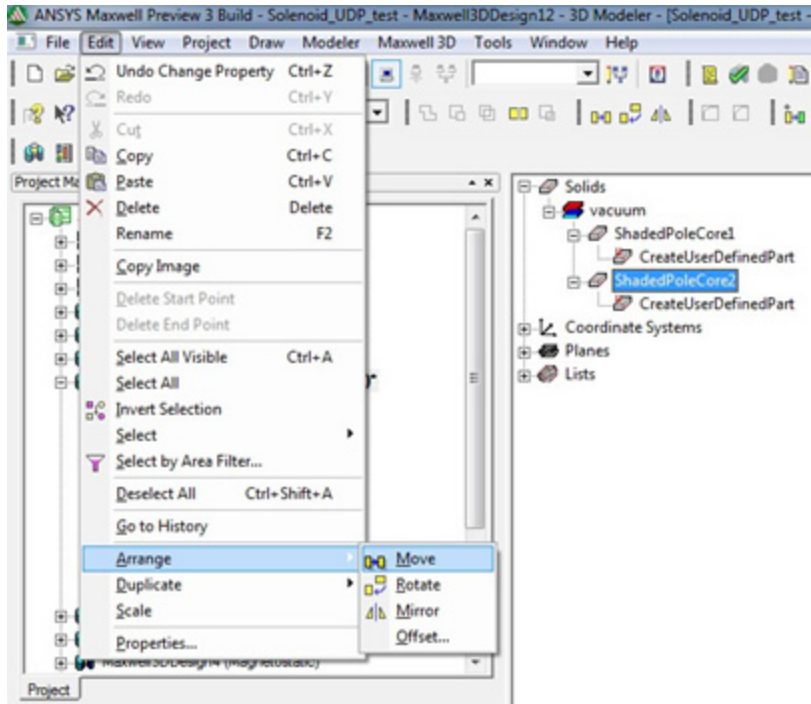 ANSYS Maxwell Preview 3 Build - Solenoid_UDP_test - Maxwell3DDesign12 - 3D Modeler - [Solenoid_UDP_test
File Edit View Project Draw Modeler Maxwell 3D Tools Window Help
Undo Change Property Ctrl+Z
Redo Ctrl+Y
Cut Ctrl+X
Copy Ctrl+C
Paste Ctrl+V
Delete Delete
Rename F2
Copy Image
Delete Start Point
Delete End Point
Select All Visible Ctrl+A
Select All
Invert Selection
Select
Select by Area Filter...
Deselect All Ctrl+Shift+A
Go to History
Arrange
Duplicate
Scale
Properties...
Move
Rotate
Mirror
Offset...
Project Ma
Maxwell3DDesign4 (Magnetostatic)
Project
Solids
vacuum
ShadedPoleCore1
CreateUserDefinedPart
ShadedPoleCore2
CreateUserDefinedPart
Coordinate Systems
Planes
Lists